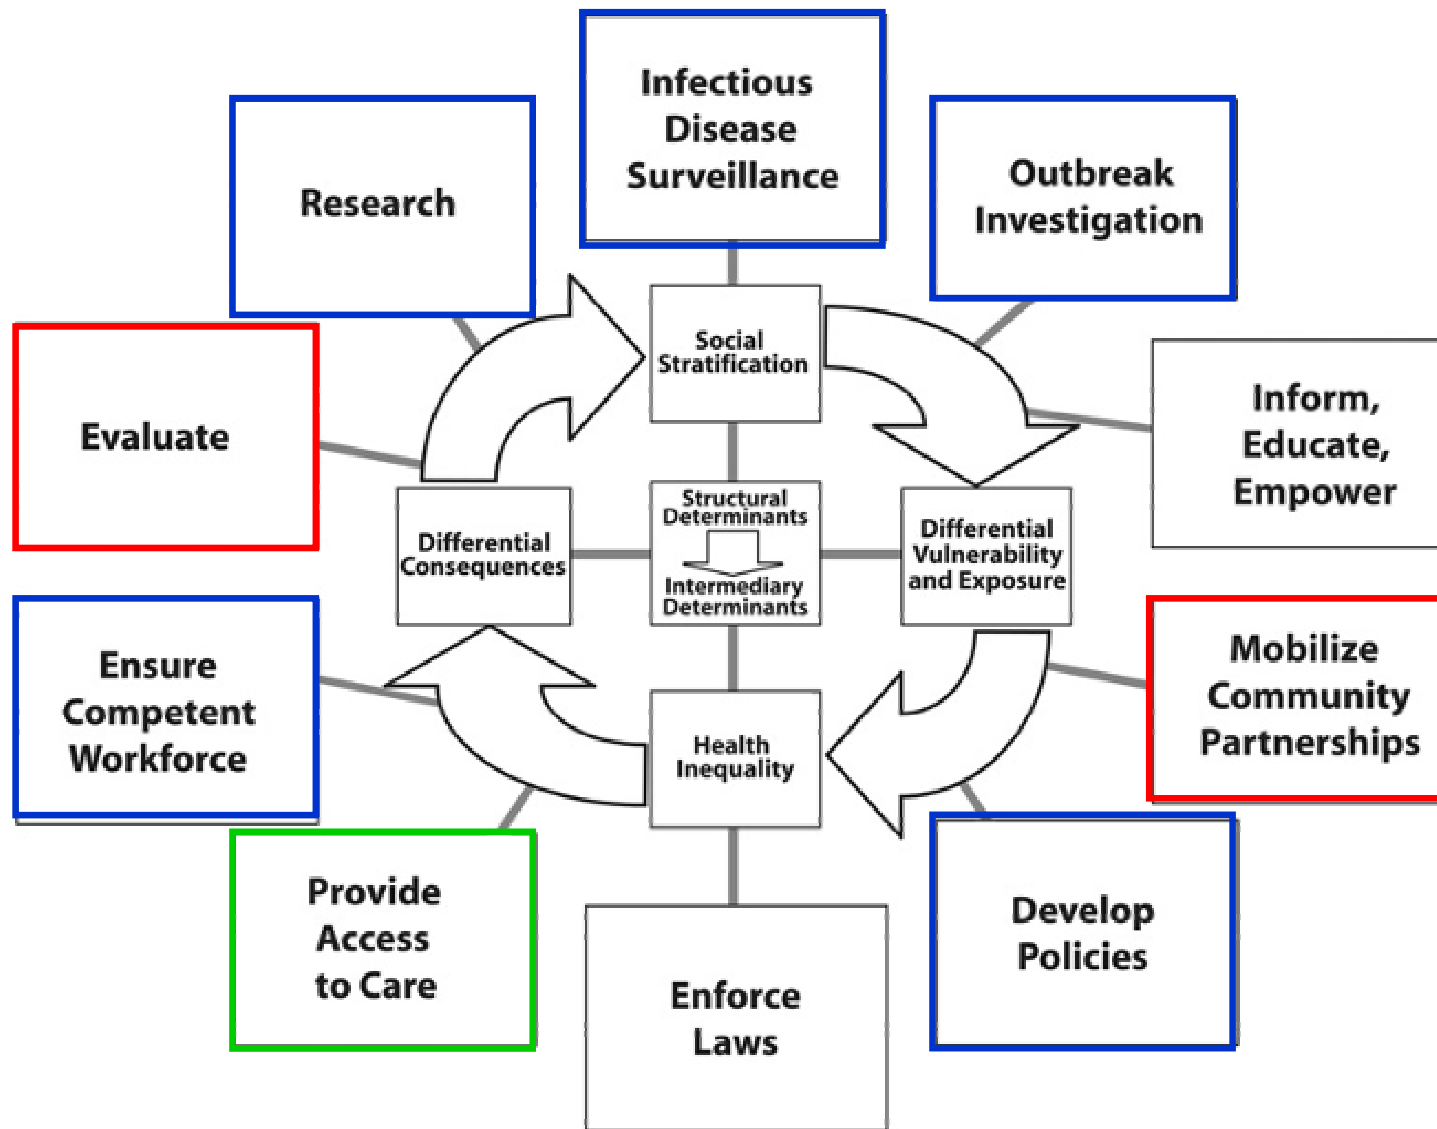 Infectious
Disease
Surveillance
Outbreak
Investigation
Research
Inform,
Educate,
Empower
Evaluate
Social
Stratification
Structural
Determinants
Intermediary
Determinants
Differential
Consequences
Differential
Vulnerability
and Exposure
Mobilize
Community
Partnerships
Ensure
Competent
Workforce
Health
Inequality
Provide
Access
to Care
Develop
Policies
Enforce
Laws